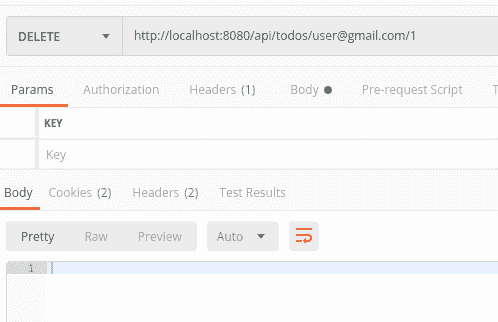 DELETE http://localhost:8080/api/todos/user@gmail.com/1
Params Authorization Headers (1) Body Pre-request Script T
KEY
Key
Body Cookies (2) Headers (2) Test Results
Pretty Raw Preview Auto
1